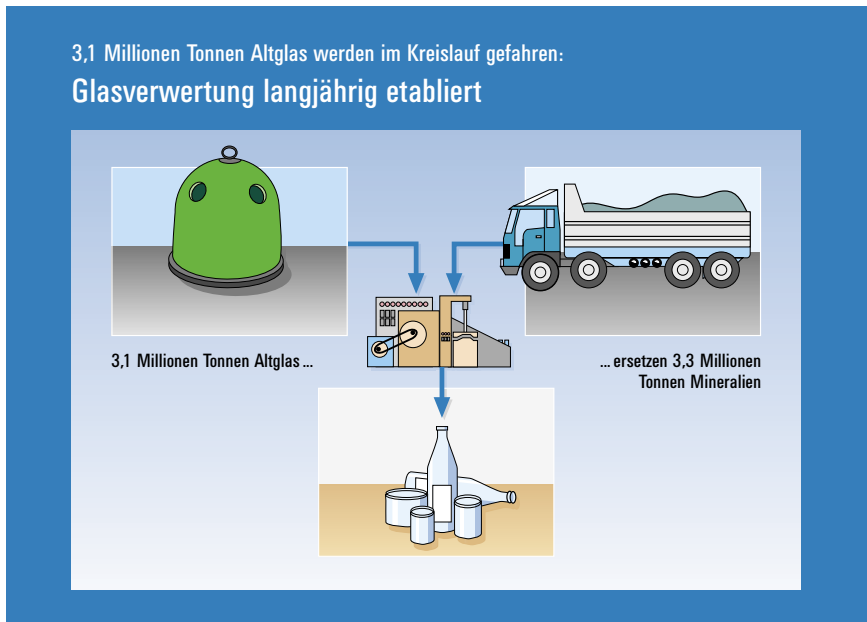 3,1 Millionen Tonnen Altglas werden im Kreislauf gefahren:
Glasverwertung langjährig etabliert
3,1 Millionen Tonnen Altglas ...
... ersetzen 3,3 Millionen
Tonnen Mineralien